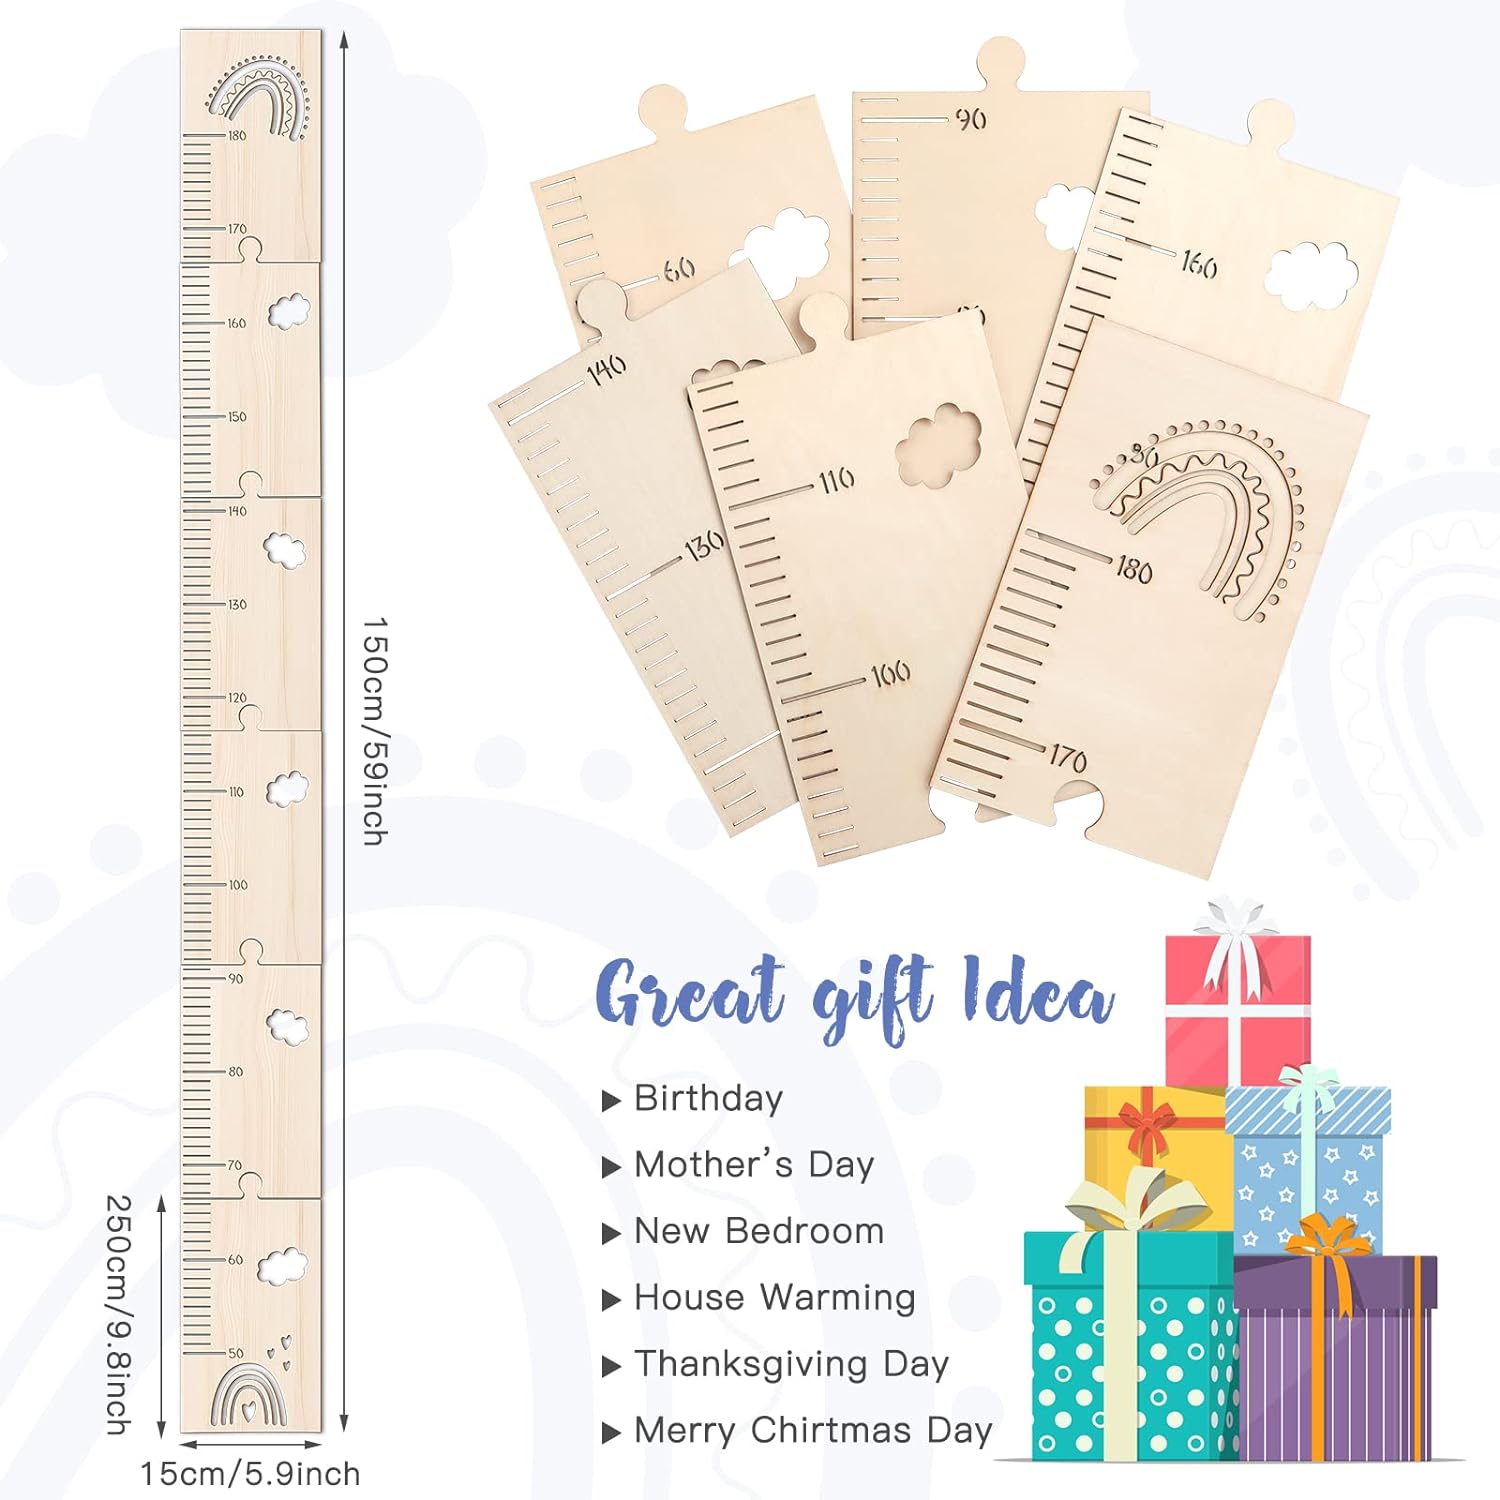 180
170
160
150
140
130
120
110
100
90
80
70
60
50
150cm/59inch
250cm/9.8inch
15cm/5.9inch
60
90
160
140
130
110
100
180
170
Great gift Idea
Birthday
Mother's Day
New Bedroom
House Warming
Thanksgiving Day
Merry Chirtmas Day